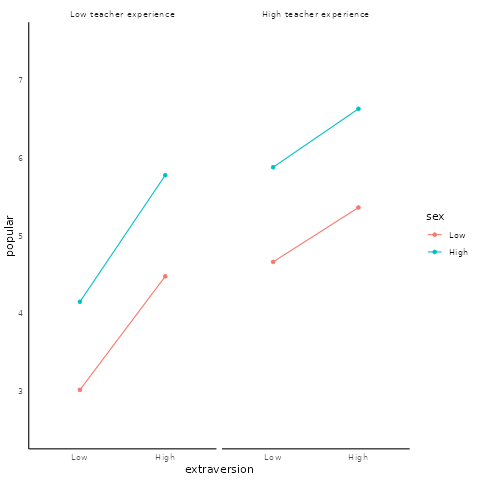 Low teacher experience
High teacher experience
7
6
5
4
3
popular
Low
High
Low
High
extraversion
sex
Low
High